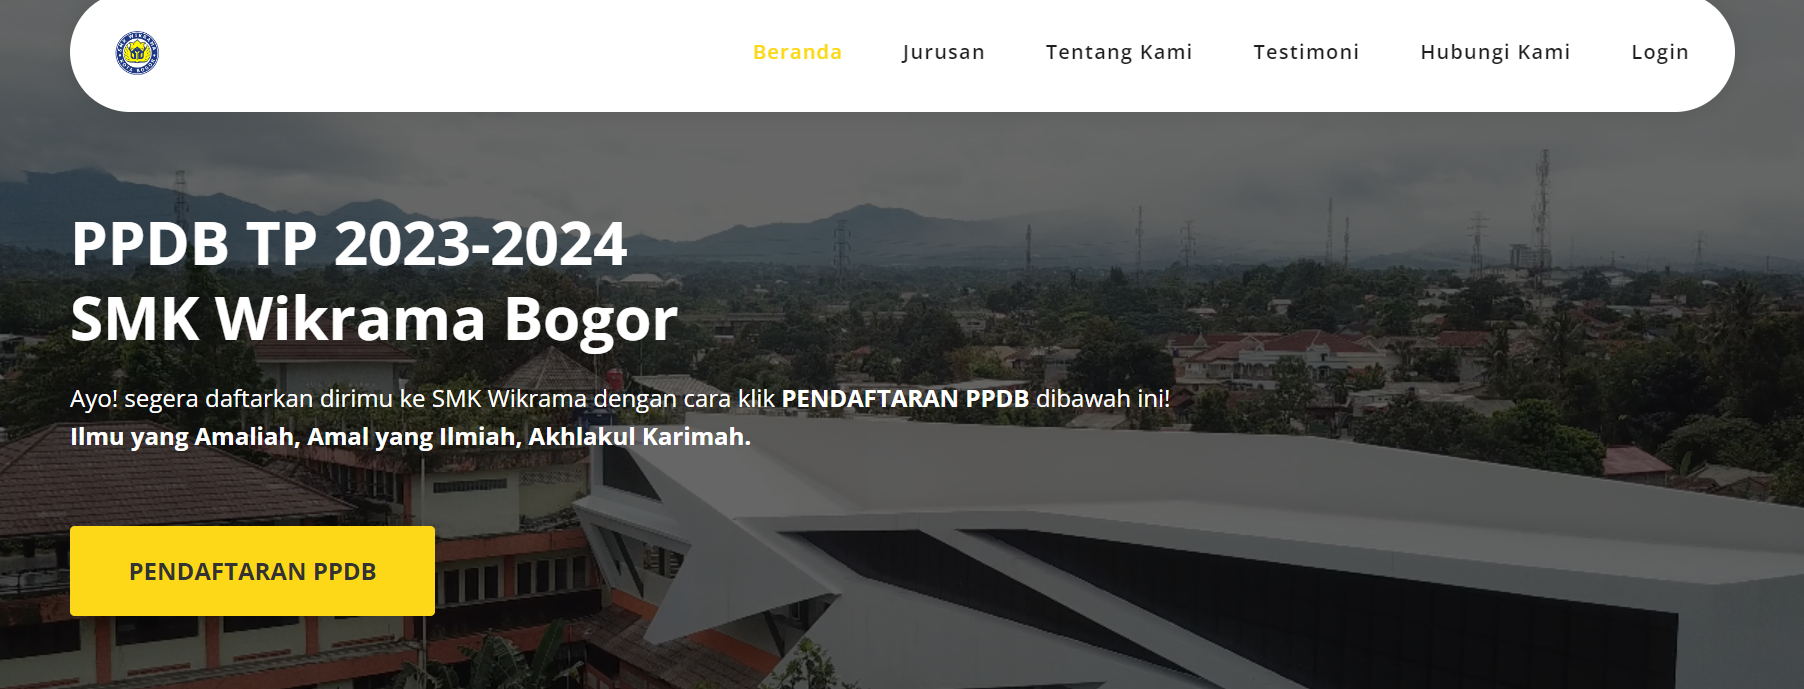 Beranda
Jurusan
Tentang Kami
Testimoni
Hubungi Kami
Login
PPDB TP 2023-2024
SMK Wikrama Bogor
Ayo! segera daftarkan dirimu ke SMK Wikrama dengan cara klik PENDAFTARAN PPDB dibawah ini!
Ilmu yang Amaliah, Amal yang Ilmiah, Akhlakul Karimah.
PENDAFTARAN PPDB